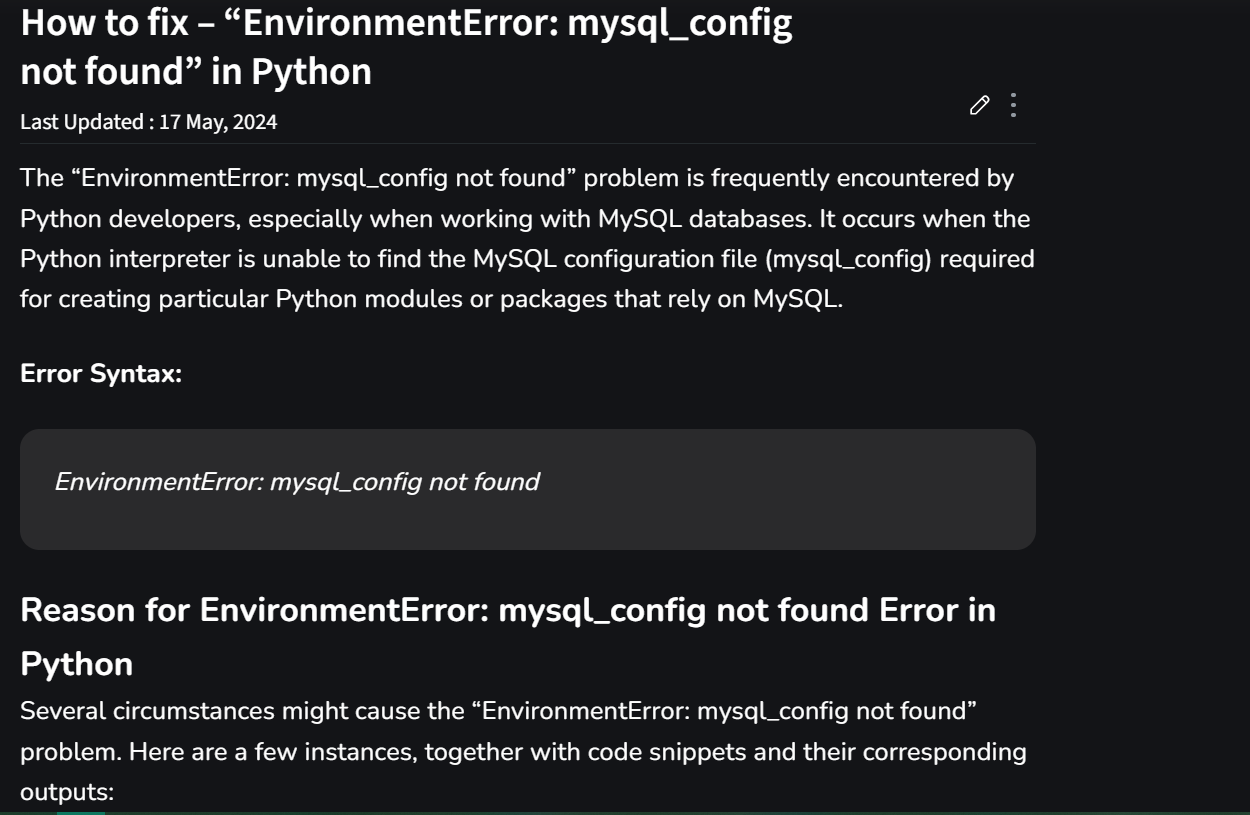 How to fix – “EnvironmentError: mysql_config
not found” in Python
Last Updated : 17 May, 2024
The “EnvironmentError: mysql_config not found” problem is frequently encountered by
Python developers, especially when working with MySQL databases. It occurs when the
Python interpreter is unable to find the MySQL configuration file (mysql_config) required
for creating particular Python modules or packages that rely on MySQL.
Error Syntax:
EnvironmentError: mysql_config not found
Reason for EnvironmentError: mysql_config not found Error in
Python
Several circumstances might cause the “EnvironmentError: mysql_config not found”
problem. Here are a few instances, together with code snippets and their corresponding
outputs: